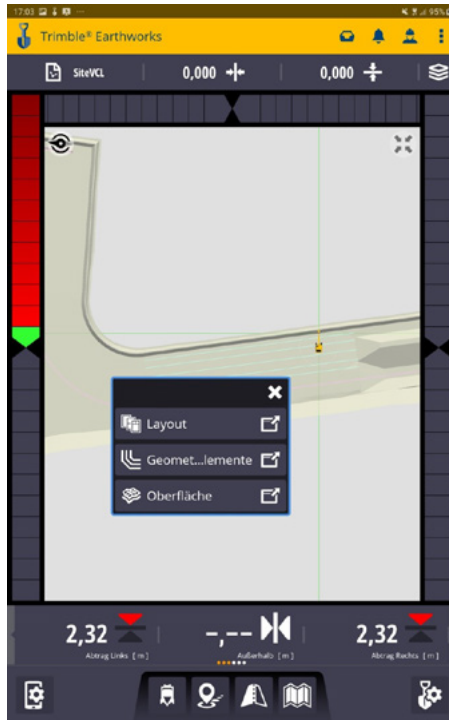 17:03
95%
Trimble® Earthworks
SiteVCL 0,000 0,000
Layout
Geomet...lemente
Oberfläche
2,32 -,-- 2,32
Abtrag Links [m] Außerhalb [m] Abtrag Rechts [m]